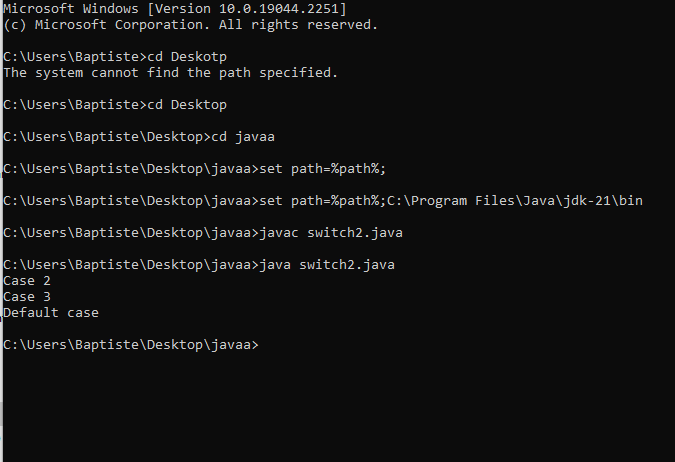 Microsoft Windows [Version 10.0.19044.2251]
(c) Microsoft Corporation. All rights reserved.
C:\Users\Baptiste>cd Deskotp
The system cannot find the path specified.
C:\Users\Baptiste>cd Desktop
C:\Users\Baptiste\Desktop>cd javaa
C:\Users\Baptiste\Desktop\javaa>set path=%path%;
C:\Users\Baptiste\Desktop\javaa>set path=%path%;C:\Program Files\Java\jdk-21\bin
C:\Users\Baptiste\Desktop\javaa>javac switch2.java
C:\Users\Baptiste\Desktop\javaa>java switch2.java
Case 2
Case 3
Default case
C:\Users\Baptiste\Desktop\javaa>